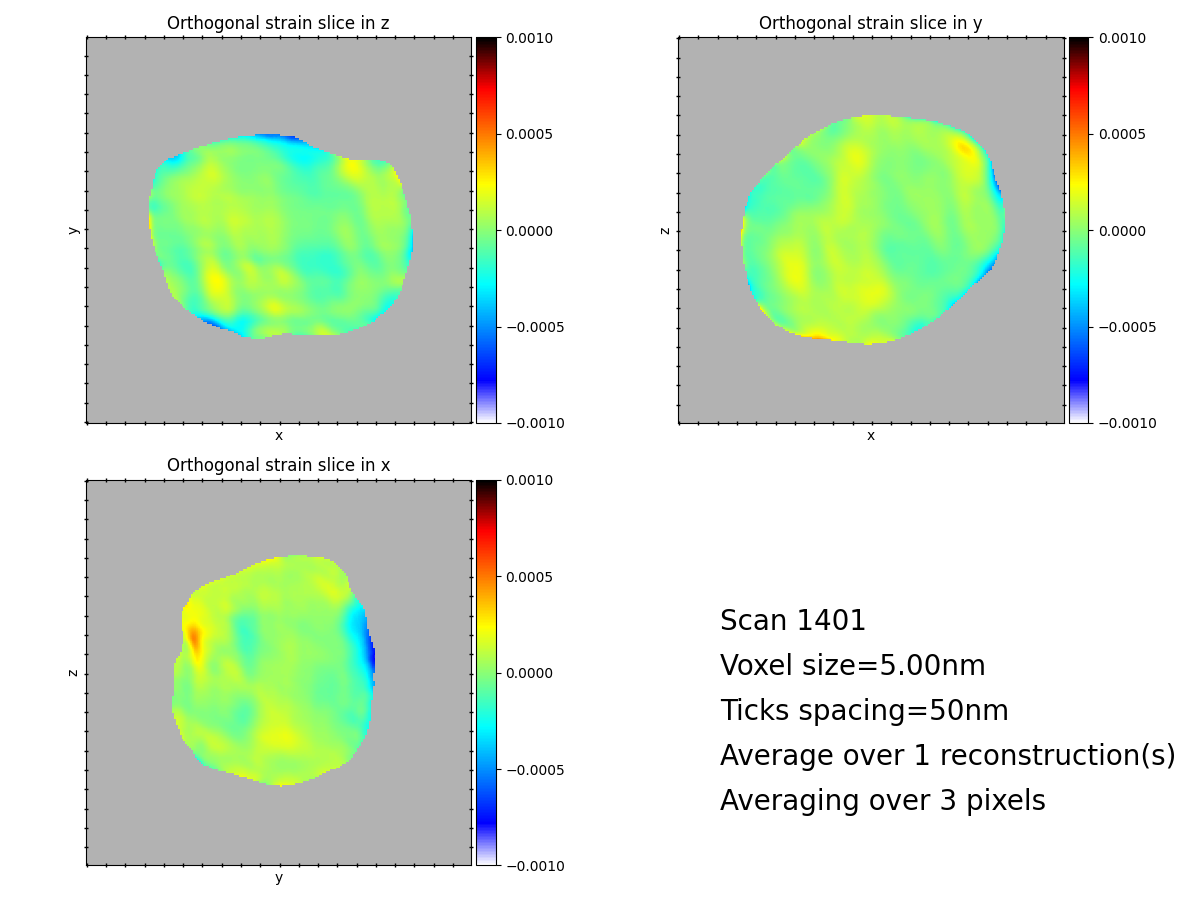 Orthogonal strain slice in z
y
x
0.0010
0.0005
0.0000
−0.0005
−0.0010
Orthogonal strain slice in y
z
x
0.0010
0.0005
0.0000
−0.0005
−0.0010
Orthogonal strain slice in x
z
y
0.0010
0.0005
0.0000
−0.0005
−0.0010
Scan 1401
Voxel size=5.00nm
Ticks spacing=50nm
Average over 1 reconstruction(s)
Averaging over 3 pixels